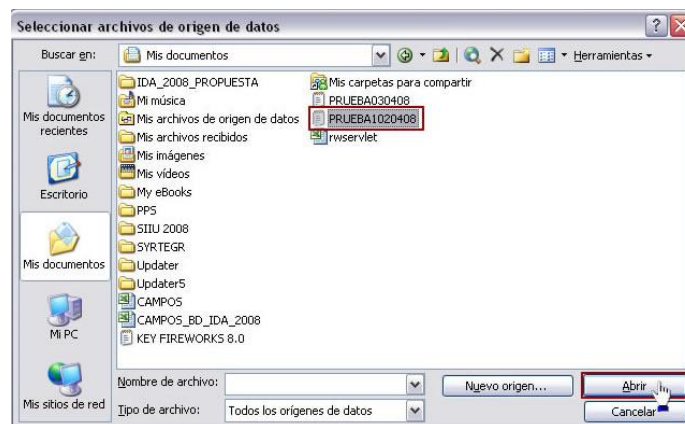 Seleccionar archivos de origen de datos
Buscar en:
Mis documentos
Herramientas
Mis documentos recientes
Escritorio
Mis documentos
Mi PC
Mis sitios de red
IDA_2008_PROPUESTA
Mi música
Mis archivos de origen de datos
Mis archivos recibidos
Mis imágenes
Mis vídeos
My eBooks
PPS
SIIU 2008
SYRTEGR
Updater
Updater5
CAMPOS
CAMPOS_BD_IDA_2008
KEY FIREWORKS 8.0
Mis carpetas para compartir
PRUEBA030408
PRUEBA1020408
rwservlet
Nombre de archivo:
Nuevo origen...
Abrir
Tipo de archivo:
Todos los orígenes de datos
Cancelar